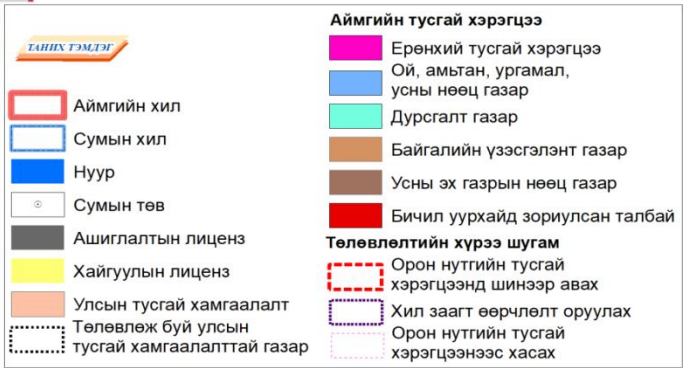 ТАНИХ ТЭМДЭГ
Аймгийн хил
Сумын хил
Нуур
Сумын төв
Ашиглалтын лиценз
Хайгуулын лиценз
Улсын тусгай хамгаалалт
Төлөвлөж буй улсын
тусгай хамгаалалттай газар
Аймгийн тусгай хэрэгцээ
Ерөнхий тусгай хэрэгцээ
Ой, амьтан, ургамал,
усны нөөц газар
Дурсгалт газар
Байгалийн үзэсгэлэнт газар
Усны эх газрын нөөц газар
Бичил уурхайд зориулсан талбай
Төлөвлөлтийн хүрээ шугам
Орон нутгийн тусгай
хэрэгцээнд шинээр авах
Хил заагт өөрчлөлт оруулах
Орон нутгийн тусгай
хэрэгцээнээс хасах